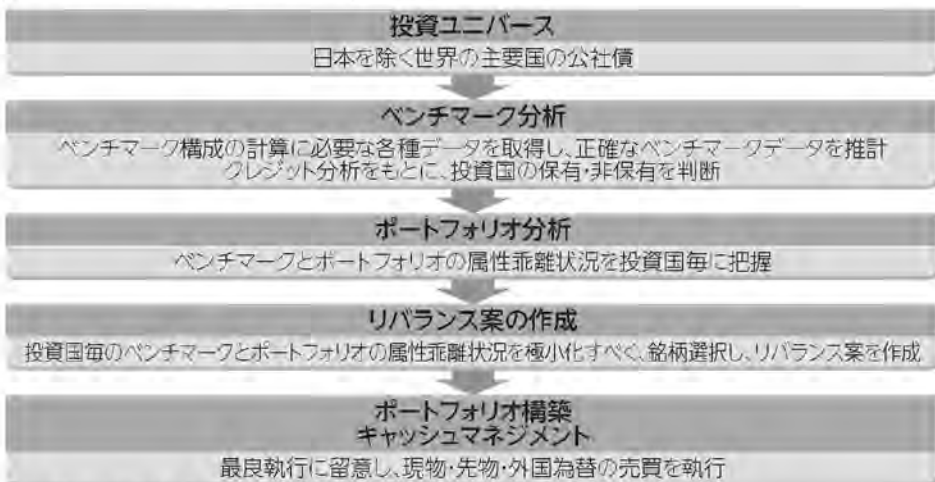 投資ユニバース
日本を除く世界の主要国の公社債
ベンチマーク分析
ベンチマーク構成の計算に必要な各種データを取得し、正確なベンチマークデータを推計
クレジット分析をもとに、投資国の保有・非保有を判断
ポートフォリオ分析
ベンチマークとポートフォリオの属性乖離状況を投資国毎に把握
リバランス案の作成
投資国毎のベンチマークとポートフォリオの属性乖離状況を極小化すべく、銘柄選択し、リバランス案を作成
ポートフォリオ構築
キャッシュマネジメント
最良執行に留意し、現物・先物・外国為替の売買を執行